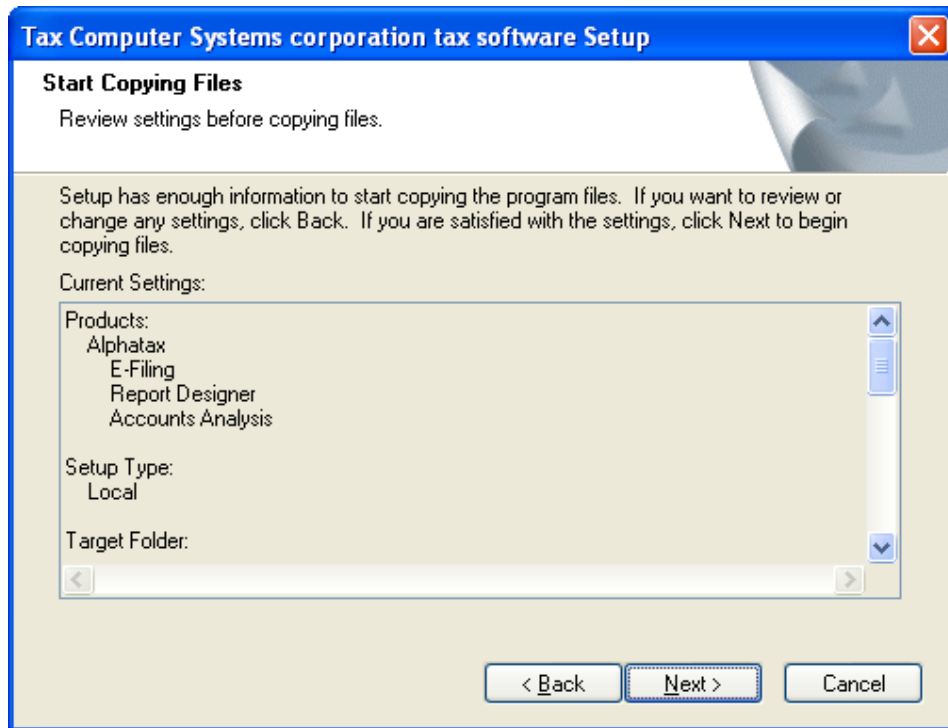 Tax Computer Systems corporation tax software Setup
Start Copying Files
Review settings before copying files.
Setup has enough information to start copying the program files.  If you want to review or
change any settings, click Back.  If you are satisfied with the settings, click Next to begin
copying files.
Current Settings:
Products:
Alphatax
E-Filing
Report Designer
Accounts Analysis
Setup Type:
Local
Target Folder:
< Back
Next >
Cancel